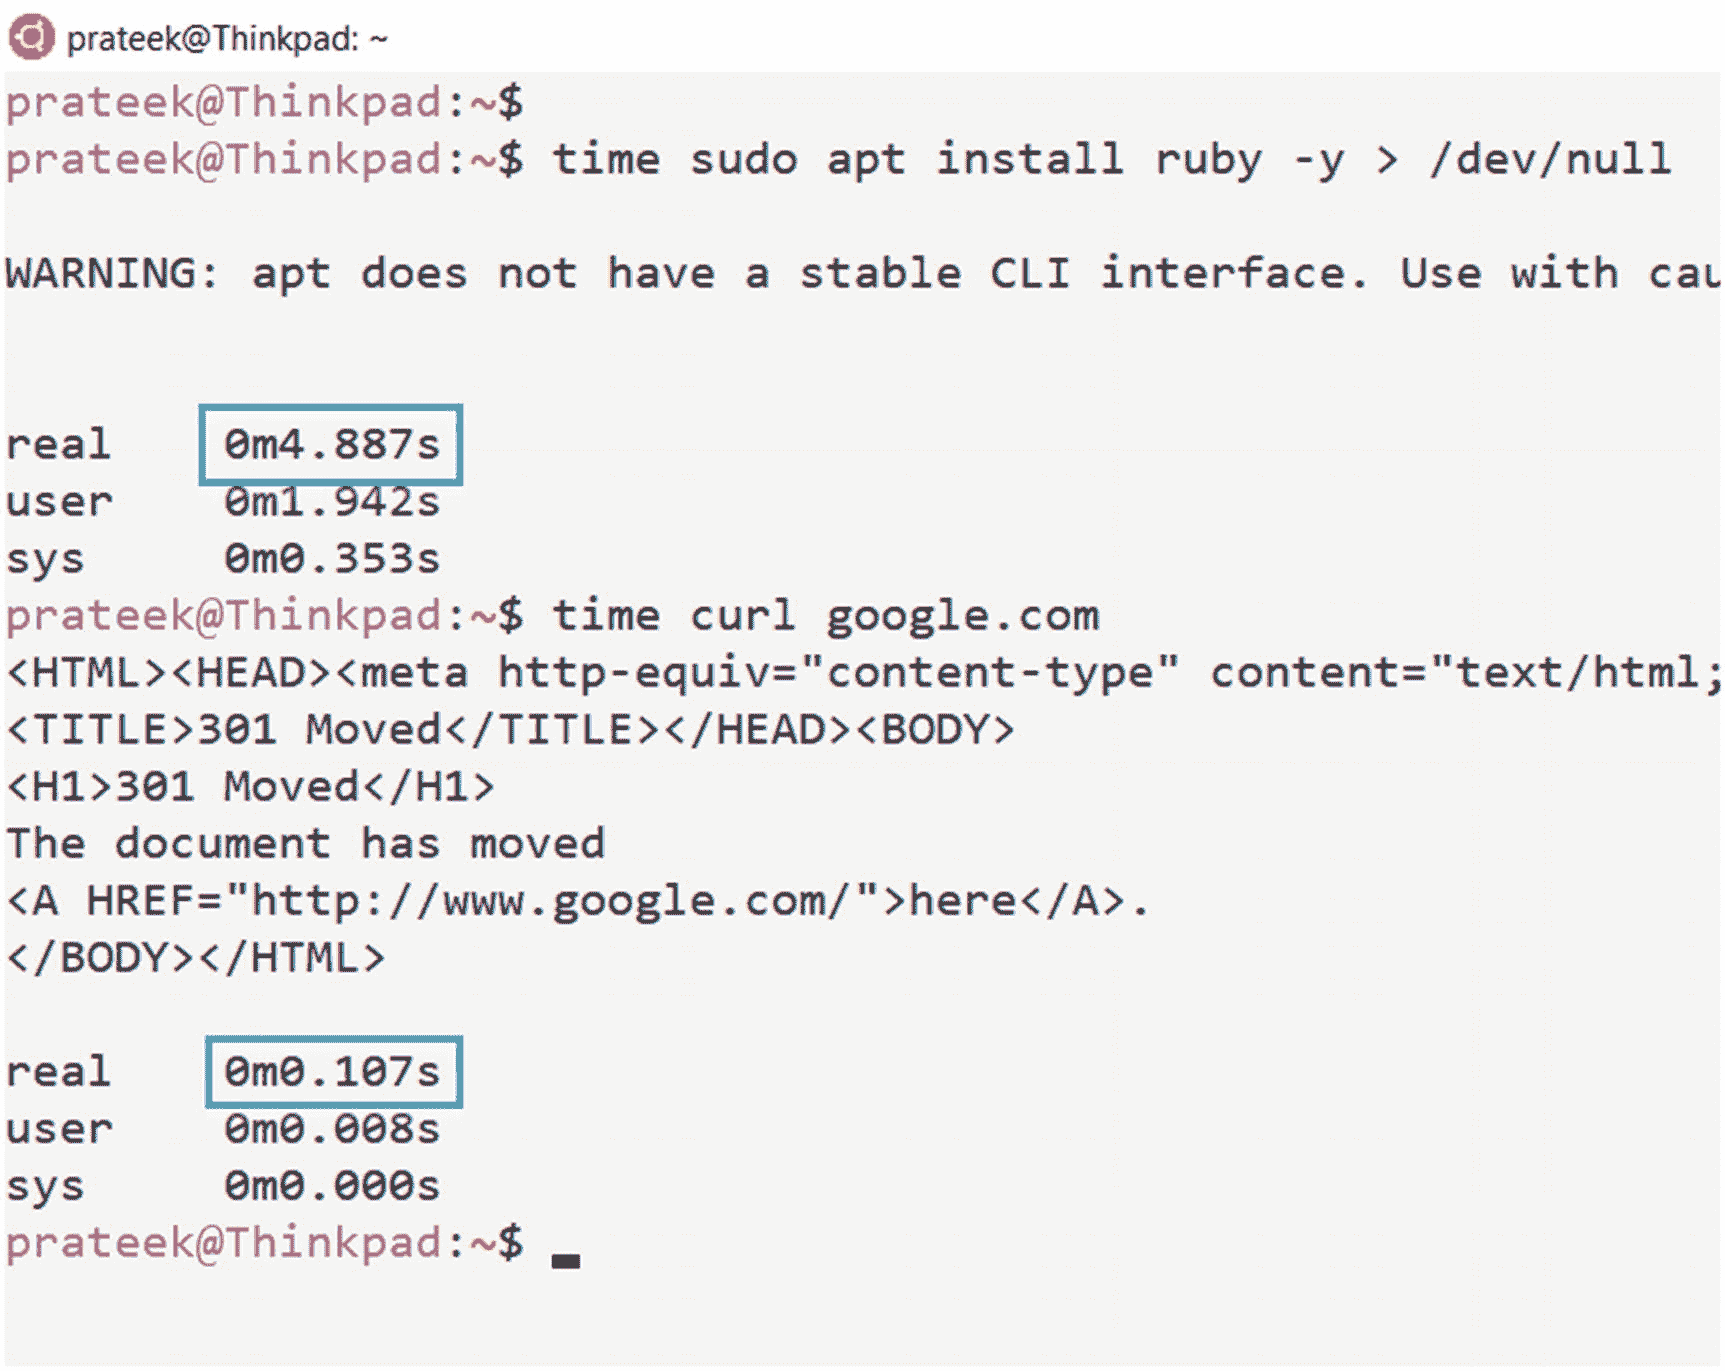 prateek@Thinkpad: ~
prateek@Thinkpad:~$
prateek@Thinkpad:~$ time sudo apt install ruby -y > /dev/null
WARNING: apt does not have a stable CLI interface. Use with cau
real 0m4.887s
user 0m1.942s
sys 0m0.353s
prateek@Thinkpad:~$ time curl google.com
<HTML><HEAD><meta http-equiv="content-type" content="text/html;
<TITLE>301 Moved</TITLE></HEAD><BODY>
<H1>301 Moved</H1>
The document has moved
<A HREF="http://www.google.com/">here</A>.
</BODY></HTML>
real 0m0.107s
user 0m0.008s
sys 0m0.000s
prateek@Thinkpad:~$